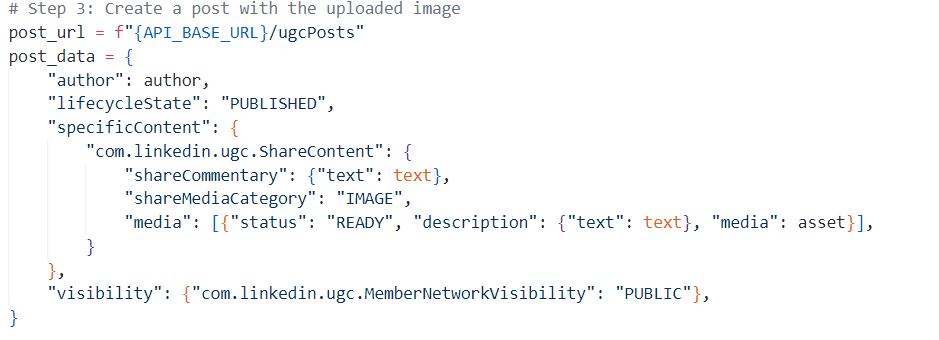 # Step 3: Create a post with the uploaded image
post_url = f"{API_BASE_URL}/ugcPosts"
post_data = {
    "author": author,
    "lifecycleState": "PUBLISHED",
    "specificContent": {
        "com.linkedin.ugc.ShareContent": {
            "shareCommentary": {"text": text},
            "shareMediaCategory": "IMAGE",
            "media": [{"status": "READY", "description": {"text": text}, "media": asset}],
        }
    },
    "visibility": {"com.linkedin.ugc.MemberNetworkVisibility": "PUBLIC"},
}